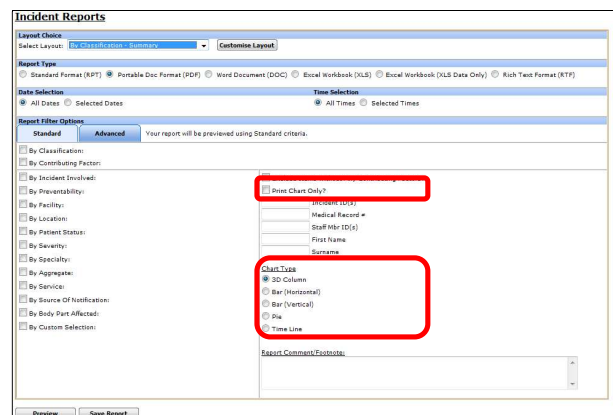 Incident Reports
Layout Choice
Select Layout: By Classification - Summary Customise Layout
Report Type
Standard Format (RPT) Portable Doc Format (PDF) Word Document (DOC) Excel Workbook (XLS) Excel Workbook (XLS Data Only) Rich Text Format (RTF)
Date Selection Time Selection
All Dates Selected Dates All Times Selected Times
Report Filter Options
Standard Advanced Your report will be previewed using Standard criteria.
By Classification:
By Contributing Factor:
By Incident Involved:
By Preventability: Print Chart Only?
By Facility: Incident ID(s)
By Location: Medical Record #
By Patient Status: Staff Mbr ID(s)
By Severity: First Name
By Specialty: Surname
By Aggregate: Chart Type
By Service: 3D Column
By Source Of Notification: Bar (Horizontal)
By Body Part Affected: Bar (Vertical)
By Custom Selection: Pie
Time Line
Report Comment/Footnote:
Preview Save Report